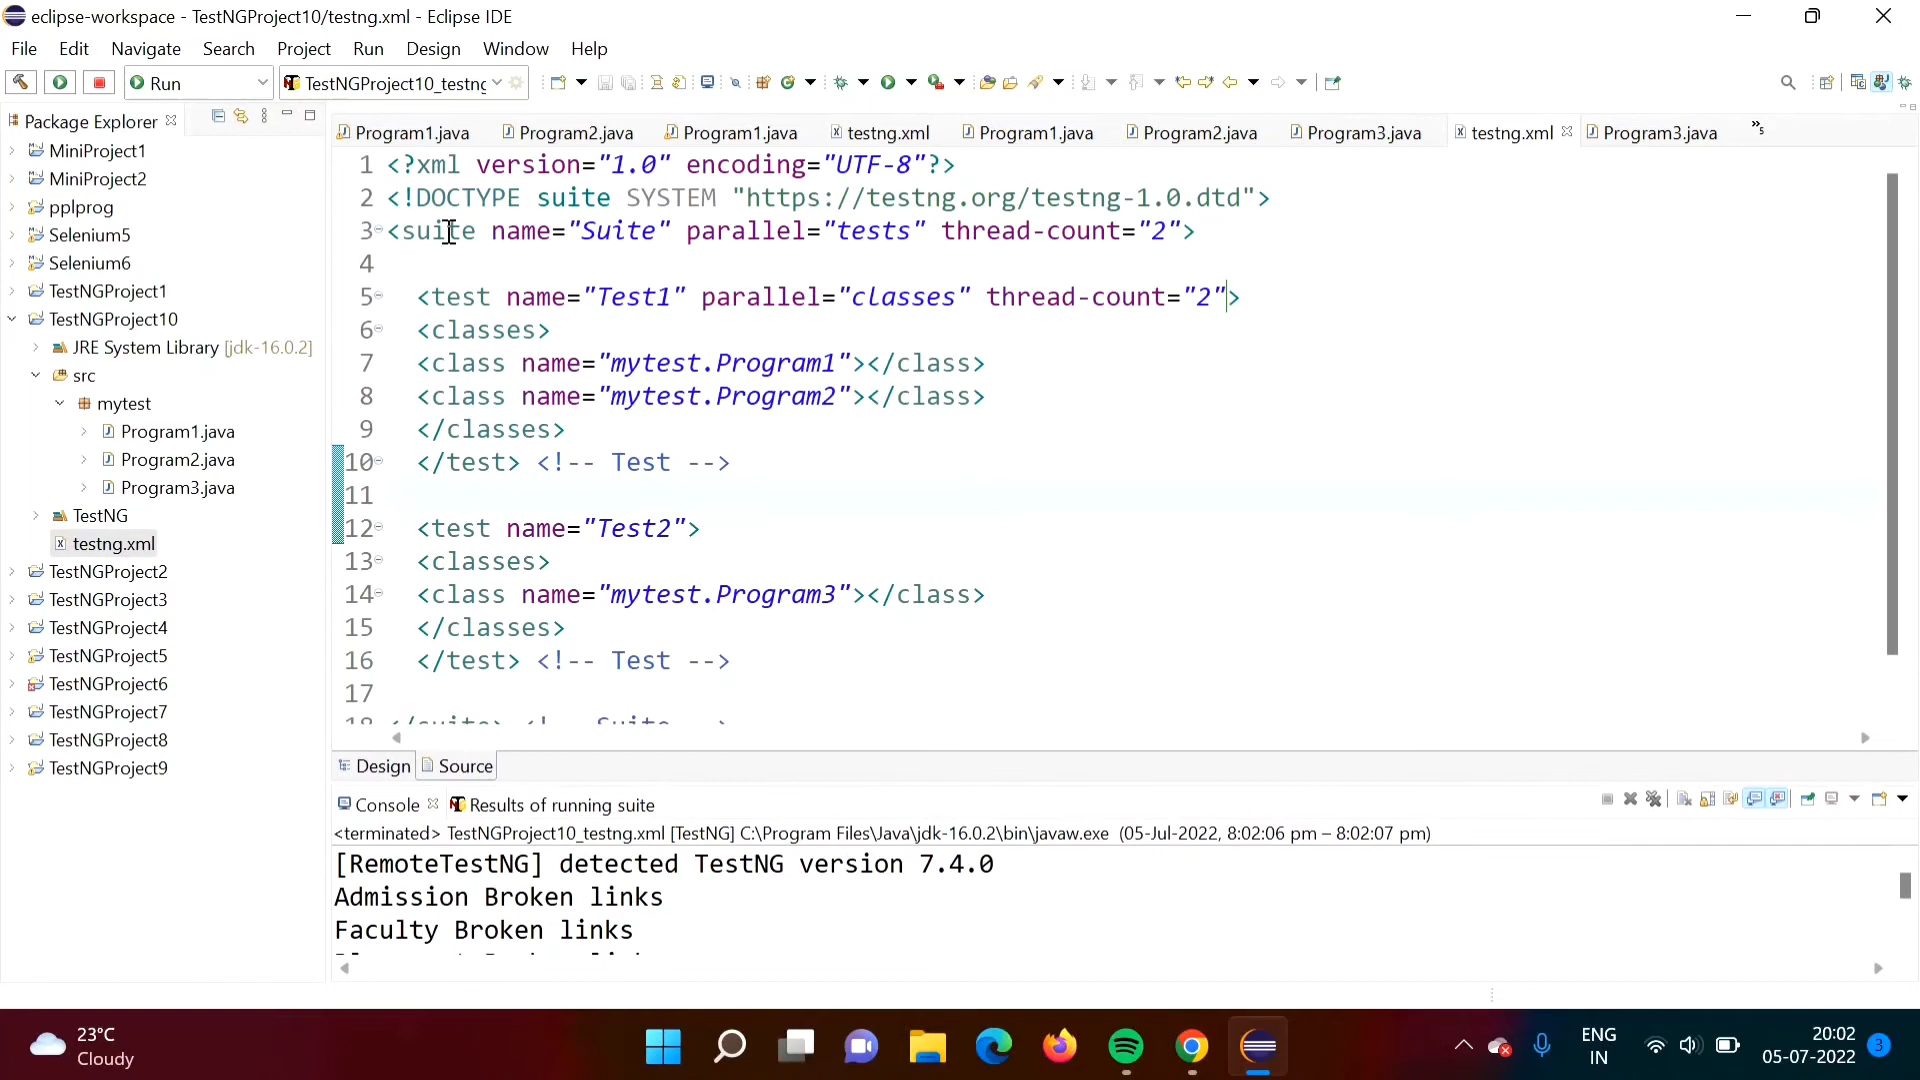 eclipse-workspace - TestNGProject10/testng.xml - Eclipse IDE
File Edit Navigate Search Project Run Design Window Help
Run TestNGProject10_testng
Package Explorer
MiniProject1
MiniProject2
pplprog
Selenium5
Selenium6
TestNGProject1
TestNGProject10
JRE System Library [jdk-16.0.2]
src
mytest
Program1.java
Program2.java
Program3.java
TestNG
testng.xml
TestNGProject2
TestNGProject3
TestNGProject4
TestNGProject5
TestNGProject6
TestNGProject7
TestNGProject8
TestNGProject9
Program1.java Program2.java Program1.java testng.xml Program1.java Program2.java Program3.java testng.xml Program3.java »5
1 <?xml version="1.0" encoding="UTF-8"?>
2 <!DOCTYPE suite SYSTEM "https://testng.org/testng-1.0.dtd">
3 <suite name="Suite" parallel="tests" thread-count="2">
4
5 <test name="Test1" parallel="classes" thread-count="2">
6 <classes>
7 <class name="mytest.Program1"></class>
8 <class name="mytest.Program2"></class>
9 </classes>
10 </test> <!-- Test -->
11
12 <test name="Test2">
13 <classes>
14 <class name="mytest.Program3"></class>
15 </classes>
16 </test> <!-- Test -->
17
Design Source
Console Results of running suite
<terminated> TestNGProject10_testng.xml [TestNG] C:\Program Files\Java\jdk-16.0.2\bin\javaw.exe (05-Jul-2022, 8:02:06 pm – 8:02:07 pm)
[RemoteTestNG] detected TestNG version 7.4.0
Admission Broken links
Faculty Broken links
23°C
Cloudy
ENG
IN
20:02
05-07-2022
3